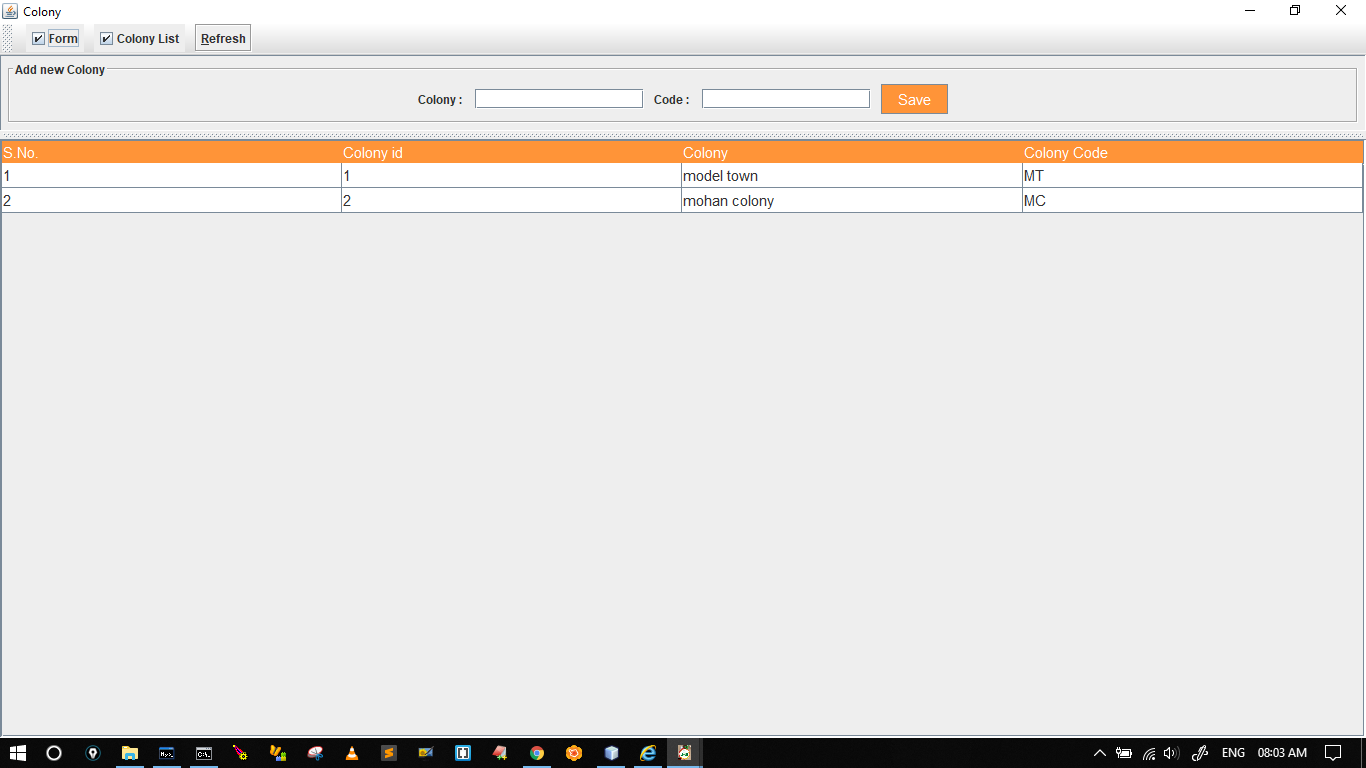 Colony
Form Colony List Refresh
Add new Colony
Colony : Code : Save
S.No. Colony id Colony Colony Code
1 1 model town MT
2 2 mohan colony MC
ENG 08:03 AM